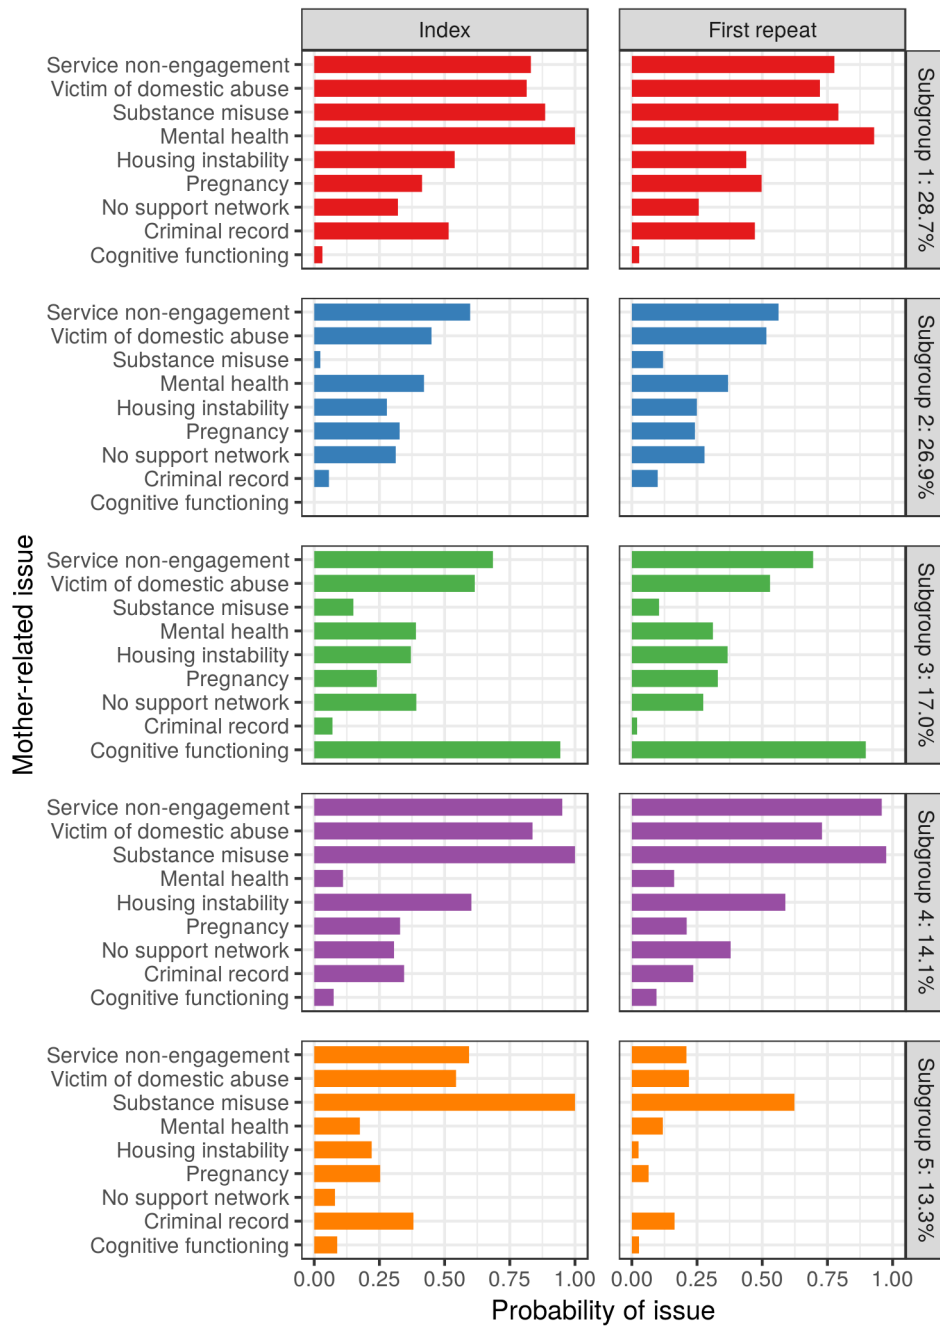 Index
First repeat
Service non-engagement
Victim of domestic abuse
Substance misuse
Mental health
Housing instability
Pregnancy
No support network
Criminal record
Cognitive functioning
Subgroup 1: 28.7%
Service non-engagement
Victim of domestic abuse
Substance misuse
Mental health
Housing instability
Pregnancy
No support network
Criminal record
Cognitive functioning
Subgroup 2: 26.9%
Mother-related issue
Service non-engagement
Victim of domestic abuse
Substance misuse
Mental health
Housing instability
Pregnancy
No support network
Criminal record
Cognitive functioning
Subgroup 3: 17.0%
Service non-engagement
Victim of domestic abuse
Substance misuse
Mental health
Housing instability
Pregnancy
No support network
Criminal record
Cognitive functioning
Subgroup 4: 14.1%
Service non-engagement
Victim of domestic abuse
Substance misuse
Mental health
Housing instability
Pregnancy
No support network
Criminal record
Cognitive functioning
Subgroup 5: 13.3%
0.00 0.25 0.50 0.75 1.00 0.00 0.25 0.50 0.75 1.00
Probability of issue